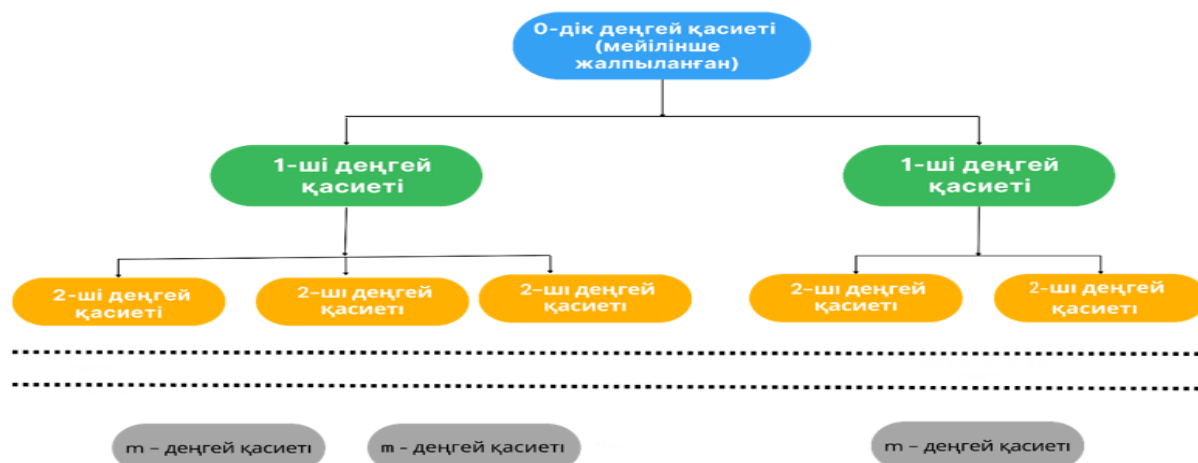 0-дік деңгей қасиеті
(мейілінше
жалпыланған)
1-ші деңгей
қасиеті
1-ші деңгей
қасиеті
2-ші деңгей
қасиеті
2-ші деңгей
қасиеті
2-ші деңгей
қасиеті
2-ші деңгей
қасиеті
2-ші деңгей
қасиеті
m – деңгей қасиеті
m - деңгей қасиеті
m – деңгей қасиеті